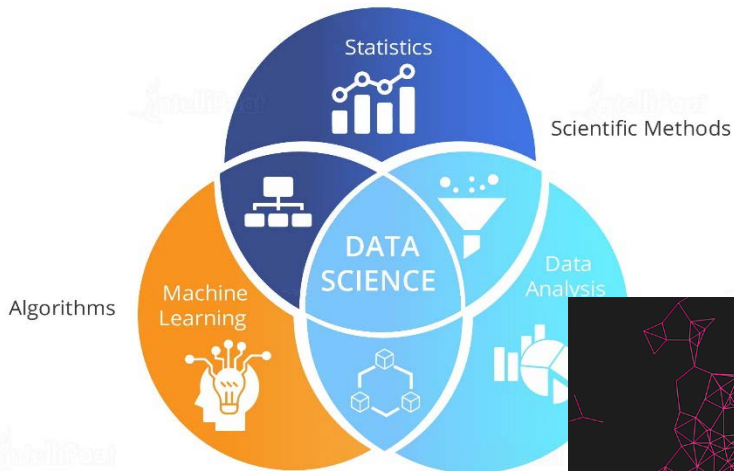 Statistics
Scientific Methods
DATA
SCIENCE
Data
Analysis
Machine
Learning
Algorithms